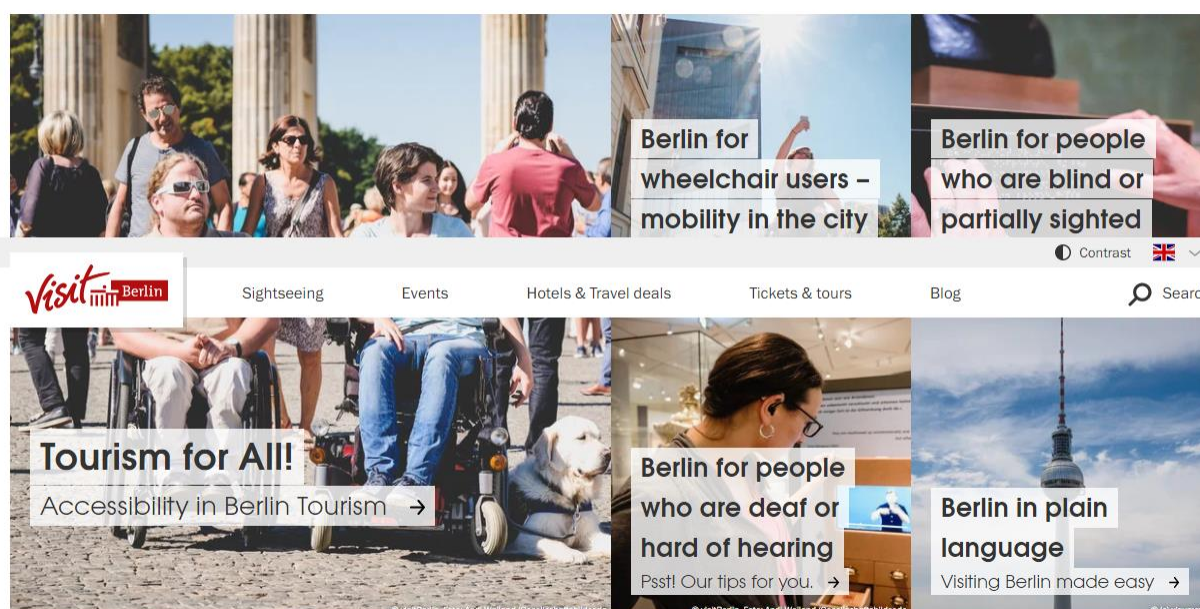 Berlin for
wheelchair users –
mobility in the city
Berlin for people
who are blind or
partially sighted
Contrast
Visit Berlin
Sightseeing
Events
Hotels & Travel deals
Tickets & tours
Blog
Tourism for All!
Accessibility in Berlin Tourism →
Berlin for people
who are deaf or
hard of hearing
Psst! Our tips for you. →
Berlin in plain
language
Visiting Berlin made easy →